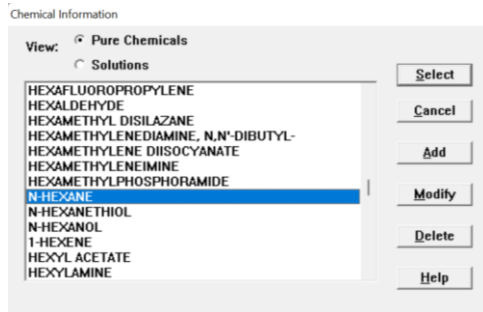 Chemical Information
View:
Pure Chemicals
Solutions
HEXAFLUOROPROPYLENE
HEXALDEHYDE
HEXAMETHYL DISILAZANE
HEXAMETHYLENEDIAMINE, N,N'-DIBUTYL-
HEXAMETHYLENE DIISOCYANATE
HEXAMETHYLENEIMINE
HEXAMETHYLPHOSPHORAMIDE
N-HEXANE
N-HEXANETHIOL
N-HEXANOL
1-HEXENE
HEXYL ACETATE
HEXYLAMINE
Select
Cancel
Add
Modify
Delete
Help